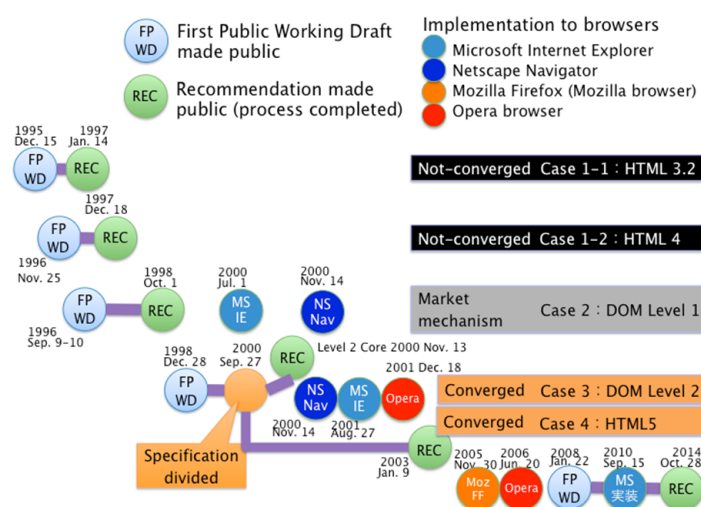 FP
WD
First Public Working Draft
made public
REC
Recommendation made
public (process completed)
Implementation to browsers
Microsoft Internet Explorer
Netscape Navigator
Mozilla Firefox (Mozilla browser)
Opera browser
1995
Dec. 15
1997
Jan. 14
FP
WD
REC
Not-converged Case 1-1：HTML 3.2
1997
Dec. 18
FP
WD
REC
1996
Nov. 25
Not-converged Case 1-2：HTML 4
1998
Oct. 1
2000
Jul. 1
2000
Nov. 14
FP
WD
REC
MS
IE
NS
Nav
1996
Sep. 9-10
Market
mechanism
Case 2：DOM Level 1
1998
Dec. 28
2000
Sep. 27
REC
Level 2 Core 2000 Nov. 13
2001 Dec. 18
FP
WD
NS
Nav
MS
IE
Opera
2000
Nov. 14
2001
Aug. 27
Converged Case 3：DOM Level 2
Converged Case 4：HTML5
Specification
divided
REC
2003
Jan. 9
2005
Nov. 30
2006
Jun. 20
2008
Jan. 22
2010
Sep. 15
2014
Oct. 28
Moz
FF
Opera
FP
WD
MS
実装
REC